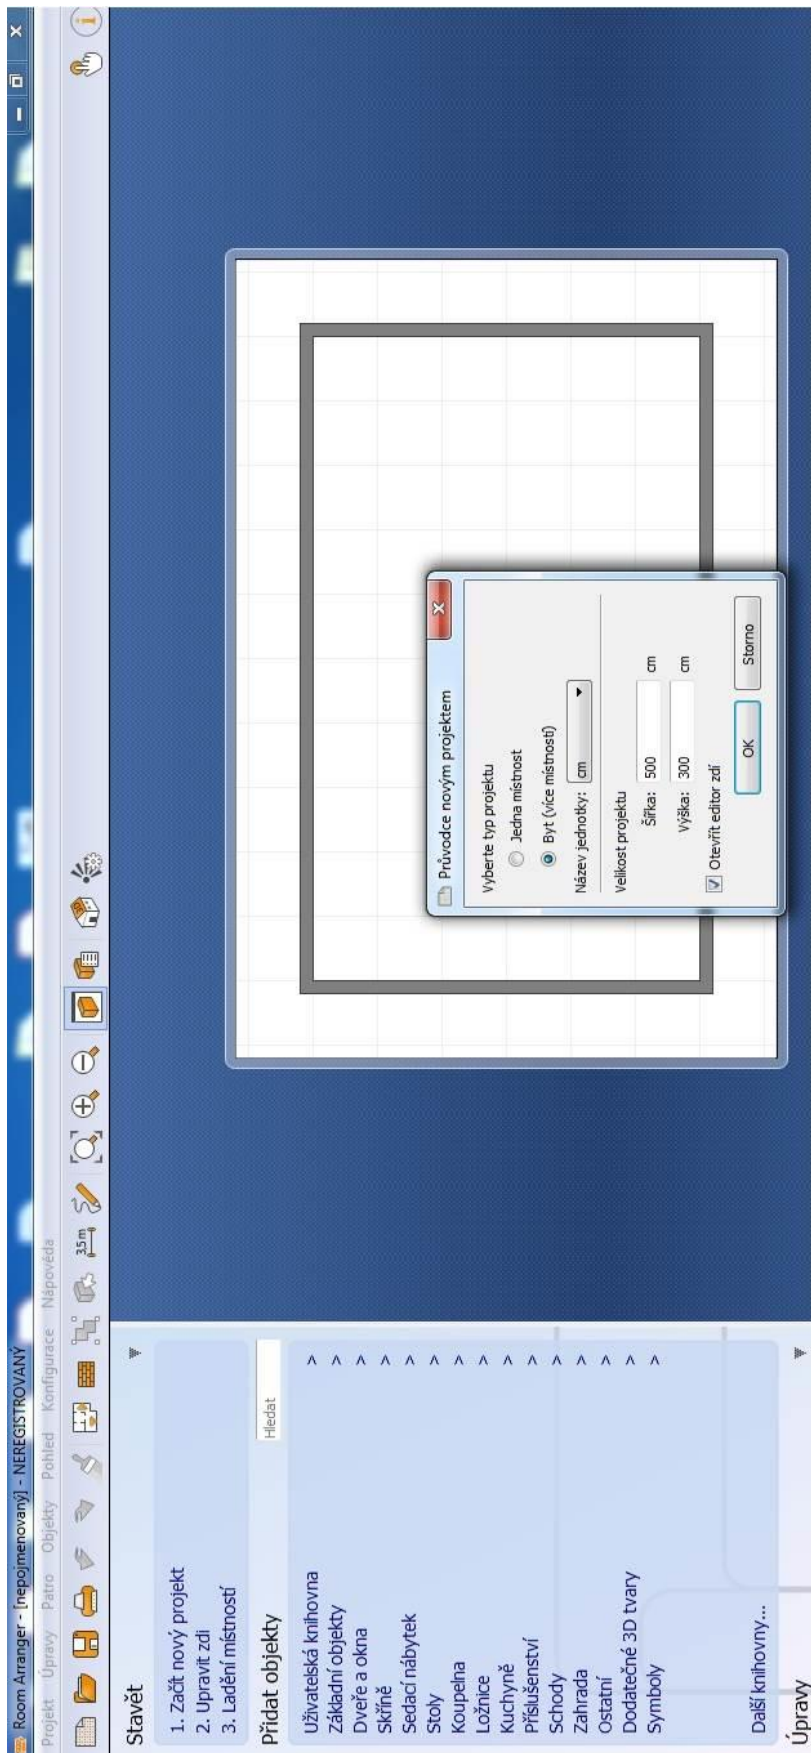 Room Arranger - [nepojmenovaný] - NEREGISTROVANÝ
Projekt Úpravy Patro Objekty Pohled Konfigurace Nápověda
3,5 m
3D
Stavět
1. Začít nový projekt
2. Upravit zdi
3. Ladění místností
Přidat objekty
Hledat
Uživatelská knihovna >
Základní objekty >
Dveře a okna >
Skříně >
Sedací nábytek >
Stoly >
Koupelna >
Ložnice >
Kuchyně >
Příslušenství >
Schody >
Zahrada >
Ostatní >
Dodatečné 3D tvary >
Symboly >
Další knihovny...
Úpravy
Průvodce novým projektem
Vyberte typ projektu
Jedna místnost
Byt (více místností)
Název jednotky: cm
Velikost projektu
Šířka: 500 cm
Výška: 300 cm
Otevřít editor zdí
OK Storno